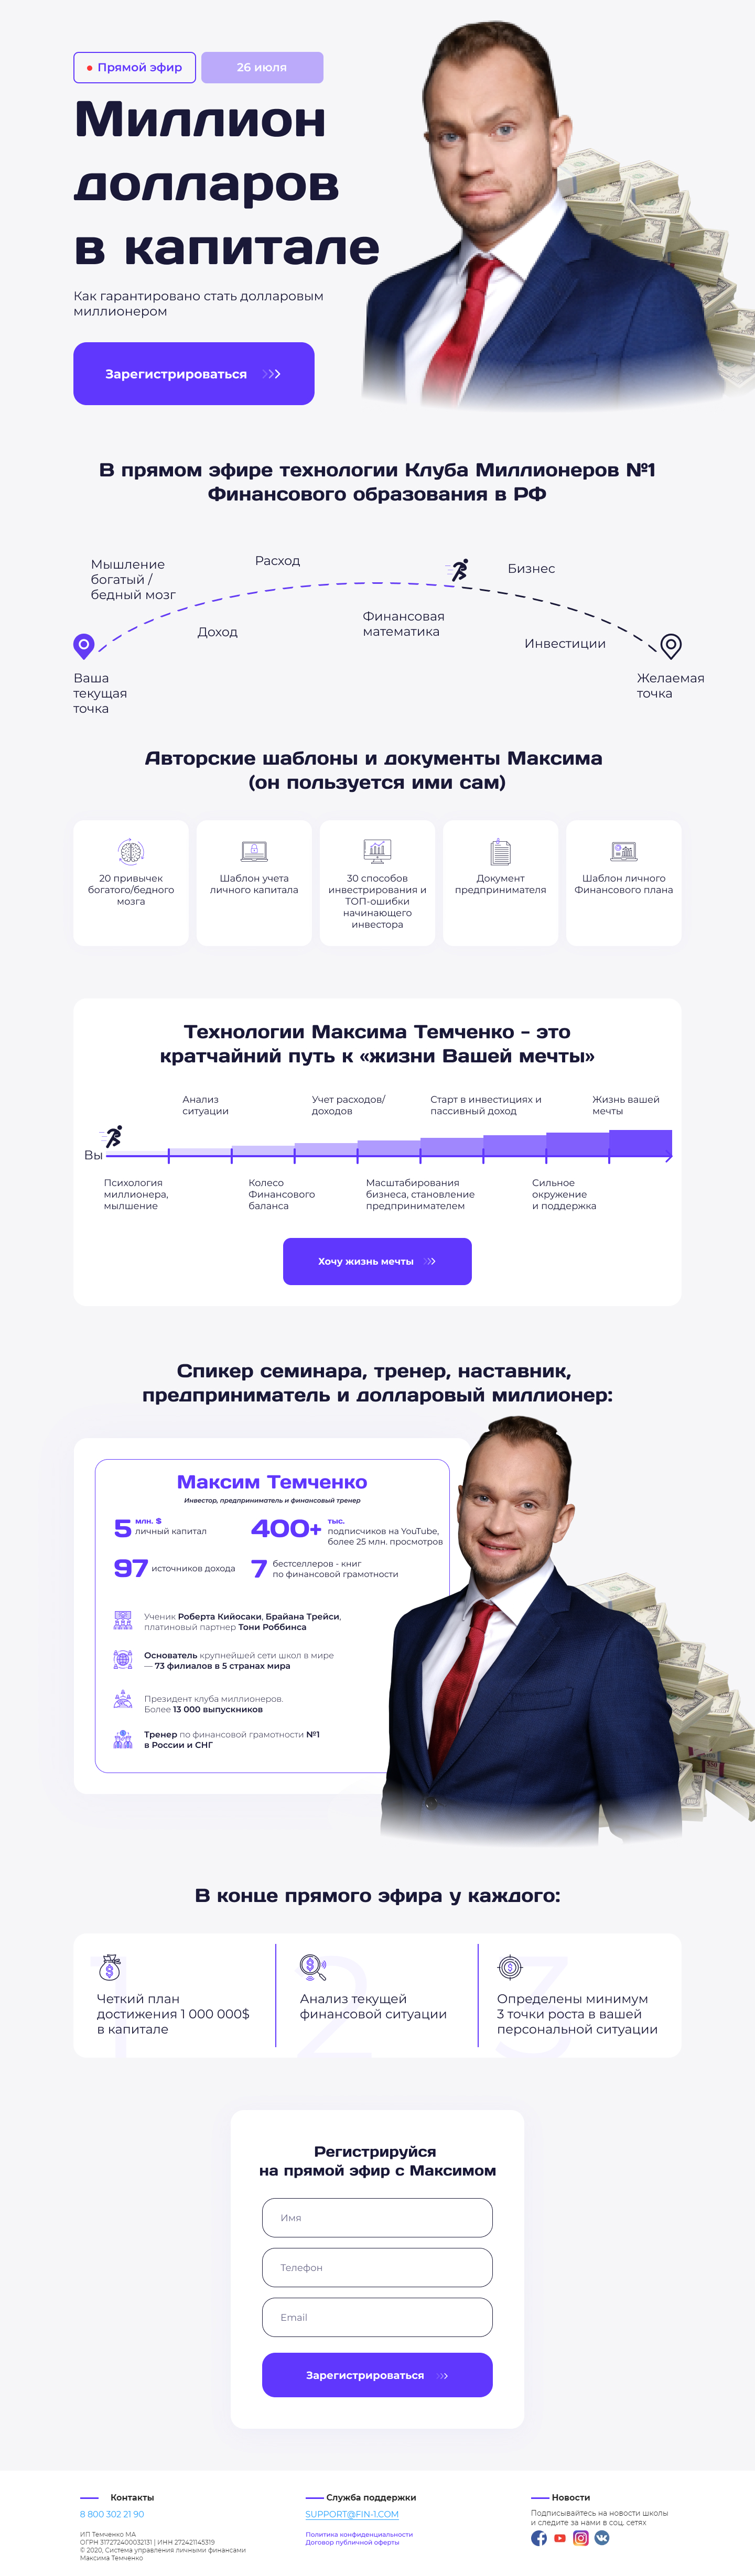 Прямой эфир
26 июля
Миллион
долларов
в капитале
Как гарантировано стать долларовым
миллионером
Зарегистрироваться
В прямом эфире технологии Клуба Миллионеров №1
Финансового образования в РФ
Мышление
богатый /
бедный мозг
Расход
Бизнес
Доход
Финансовая
математика
Инвестиции
Ваша
текущая
точка
Желаемая
точка
Авторские шаблоны и документы Максима
(он пользуется ими сам)
20 привычек
богатого/бедного
мозга
Шаблон учета
личного капитала
30 способов
инвестрирования и
ТОП-ошибки
начинающего
инвестора
Документ
предпринимателя
Шаблон личного
Финансового плана
Технологии Максима Темченко - это
кратчайний путь к «жизни Вашей мечты»
Анализ
ситуации
Учет расходов/
доходов
Старт в инвестициях и
пассивный доход
Жизнь вашей
мечты
Вы
Психология
миллионера,
мылшение
Колесо
Финансового
баланса
Масштабирования
бизнеса, становление
предпринимателем
Сильное
окружение
и поддержка
Хочу жизнь мечты
Спикер семинара, тренер, наставник,
предприниматель и долларовый миллионер:
Максим Темченко
Инвестор, предприниматель и финансовый тренер
5 млн. $
личный капитал
400+ тыс.
подписчиков на YouTube,
более 25 млн. просмотров
97 источников дохода
7 бестселлеров - книг
по финансовой грамотности
Ученик Роберта Кийосаки, Брайана Трейси,
платиновый партнер Тони Роббинса
Основатель крупнейшей сети школ в мире
— 73 филиалов в 5 странах мира
Президент клуба миллионеров.
Более 13 000 выпускников
Тренер по финансовой грамотности №1
в России и СНГ
В конце прямого эфира у каждого:
1
Четкий план
достижения 1 000 000$
в капитале
2
Анализ текущей
финансовой ситуации
3
Определены минимум
3 точки роста в вашей
персональной ситуации
Регистрируйся
на прямой эфир с Максимом
Имя
Телефон
Email
Зарегистрироваться
Контакты
8 800 302 21 90
ИП Темченко МА
ОГРН 317272400032131 | ИНН 272421145319
© 2020, Система управления личными финансами
Максима Темченко
Служба поддержки
SUPPORT@FIN-1.COM
Политика конфиденциальности
Договор публичной оферты
Новости
Подписывайтесь на новости школы
и следите за нами в соц. сетях